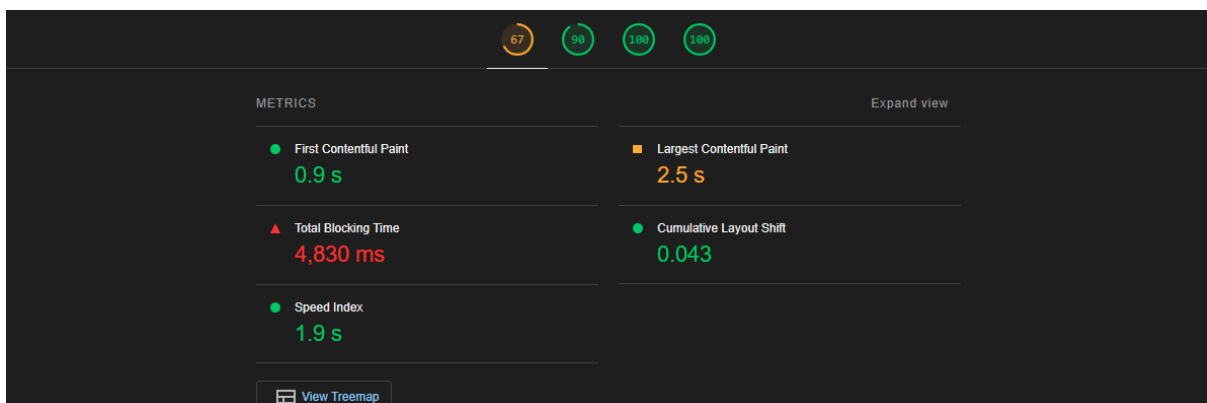 67 90 100 100
METRICS Expand view
First Contentful Paint
0.9 s
Largest Contentful Paint
2.5 s
Total Blocking Time
4,830 ms
Cumulative Layout Shift
0.043
Speed Index
1.9 s
View Treemap